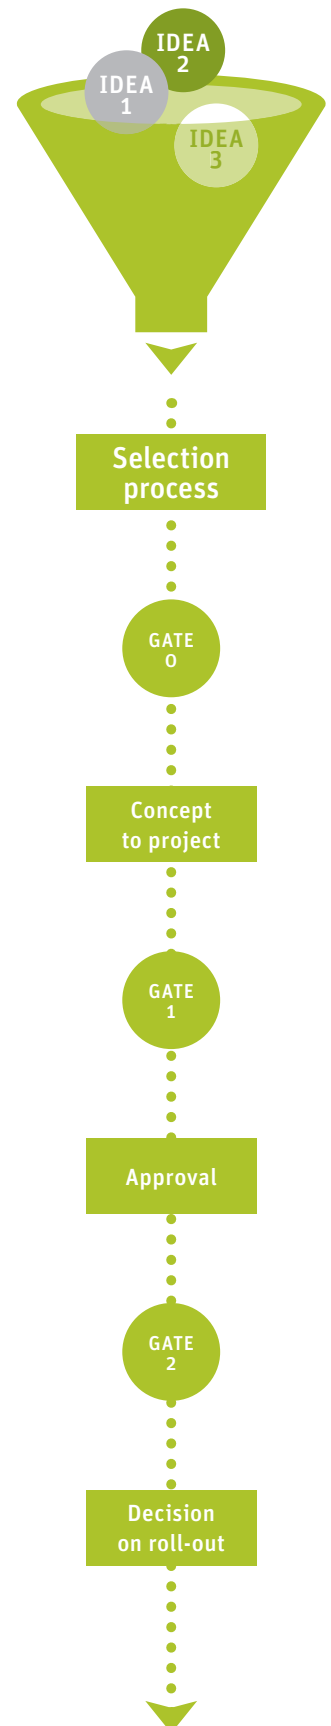 IDEA
2
IDEA
1
IDEA
3
Selection
process
GATE
0
Concept
to project
GATE
1
Approval
GATE
2
Decision
on roll-out